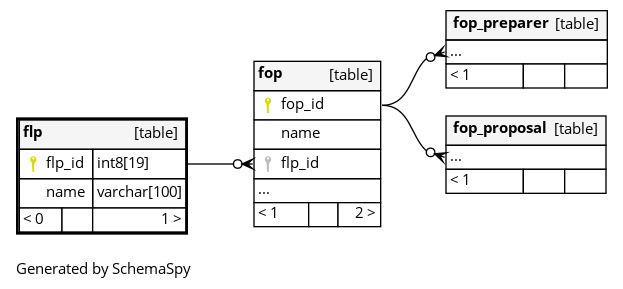 fop_preparer [table]
...
< 1
fop [table]
fop_id
name
flp_id
...
< 1 2 >
fop_proposal [table]
...
< 1
flp [table]
flp_id int8[19]
name varchar[100]
< 0 1 >
Generated by SchemaSpy